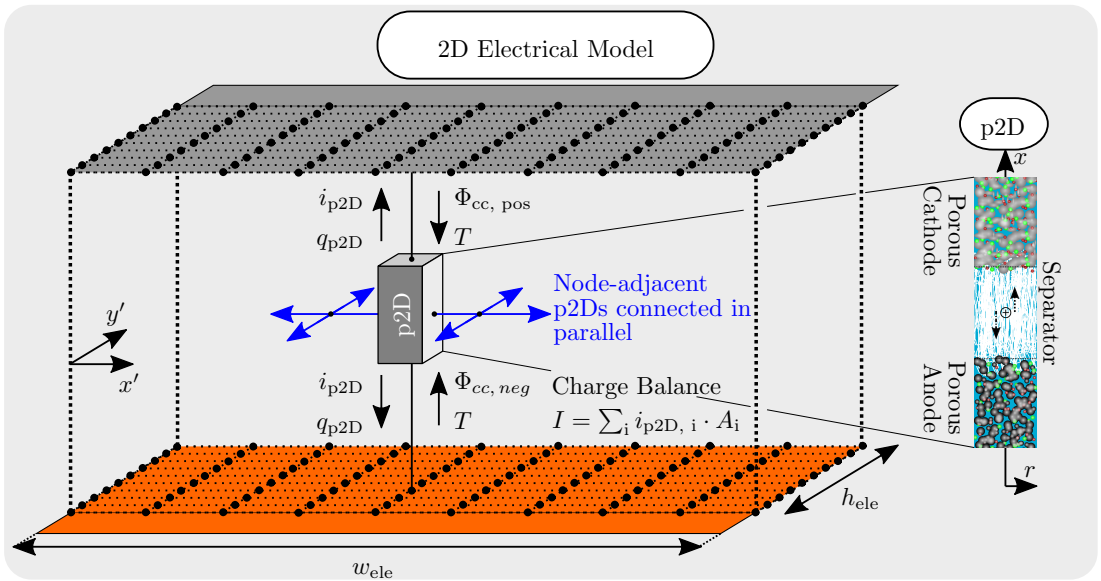 2D Electrical Model
p2D
x
i_p2D
Φ_cc, pos
q_p2D
T
Porous
Cathode
Node-adjacent
p2Ds connected in
parallel
p2D
Separator
y′
x′
i_p2D
Φ_cc, neg
q_p2D
T
Charge Balance
I = ∑_i i_p2D, i · A_i
Porous
Anode
r
h_ele
w_ele